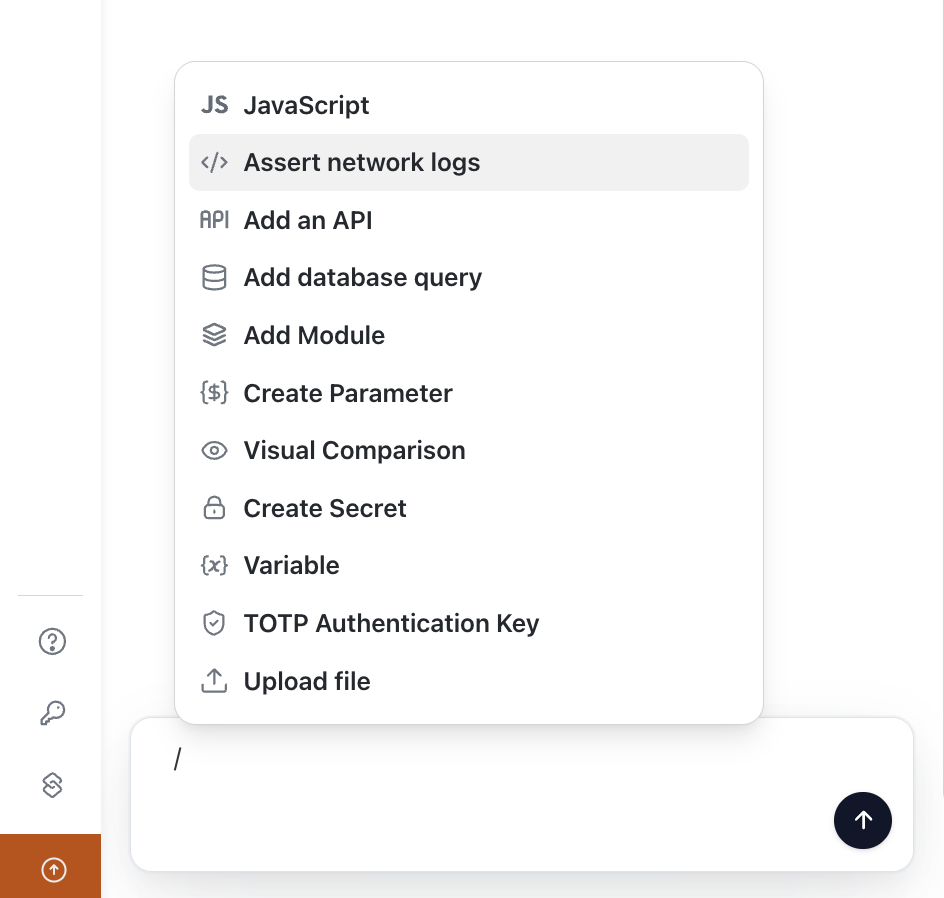 JS JavaScript
</> Assert network logs
API Add an API
Add database query
Add Module
{$} Create Parameter
Visual Comparison
Create Secret
{x} Variable
TOTP Authentication Key
Upload file
/